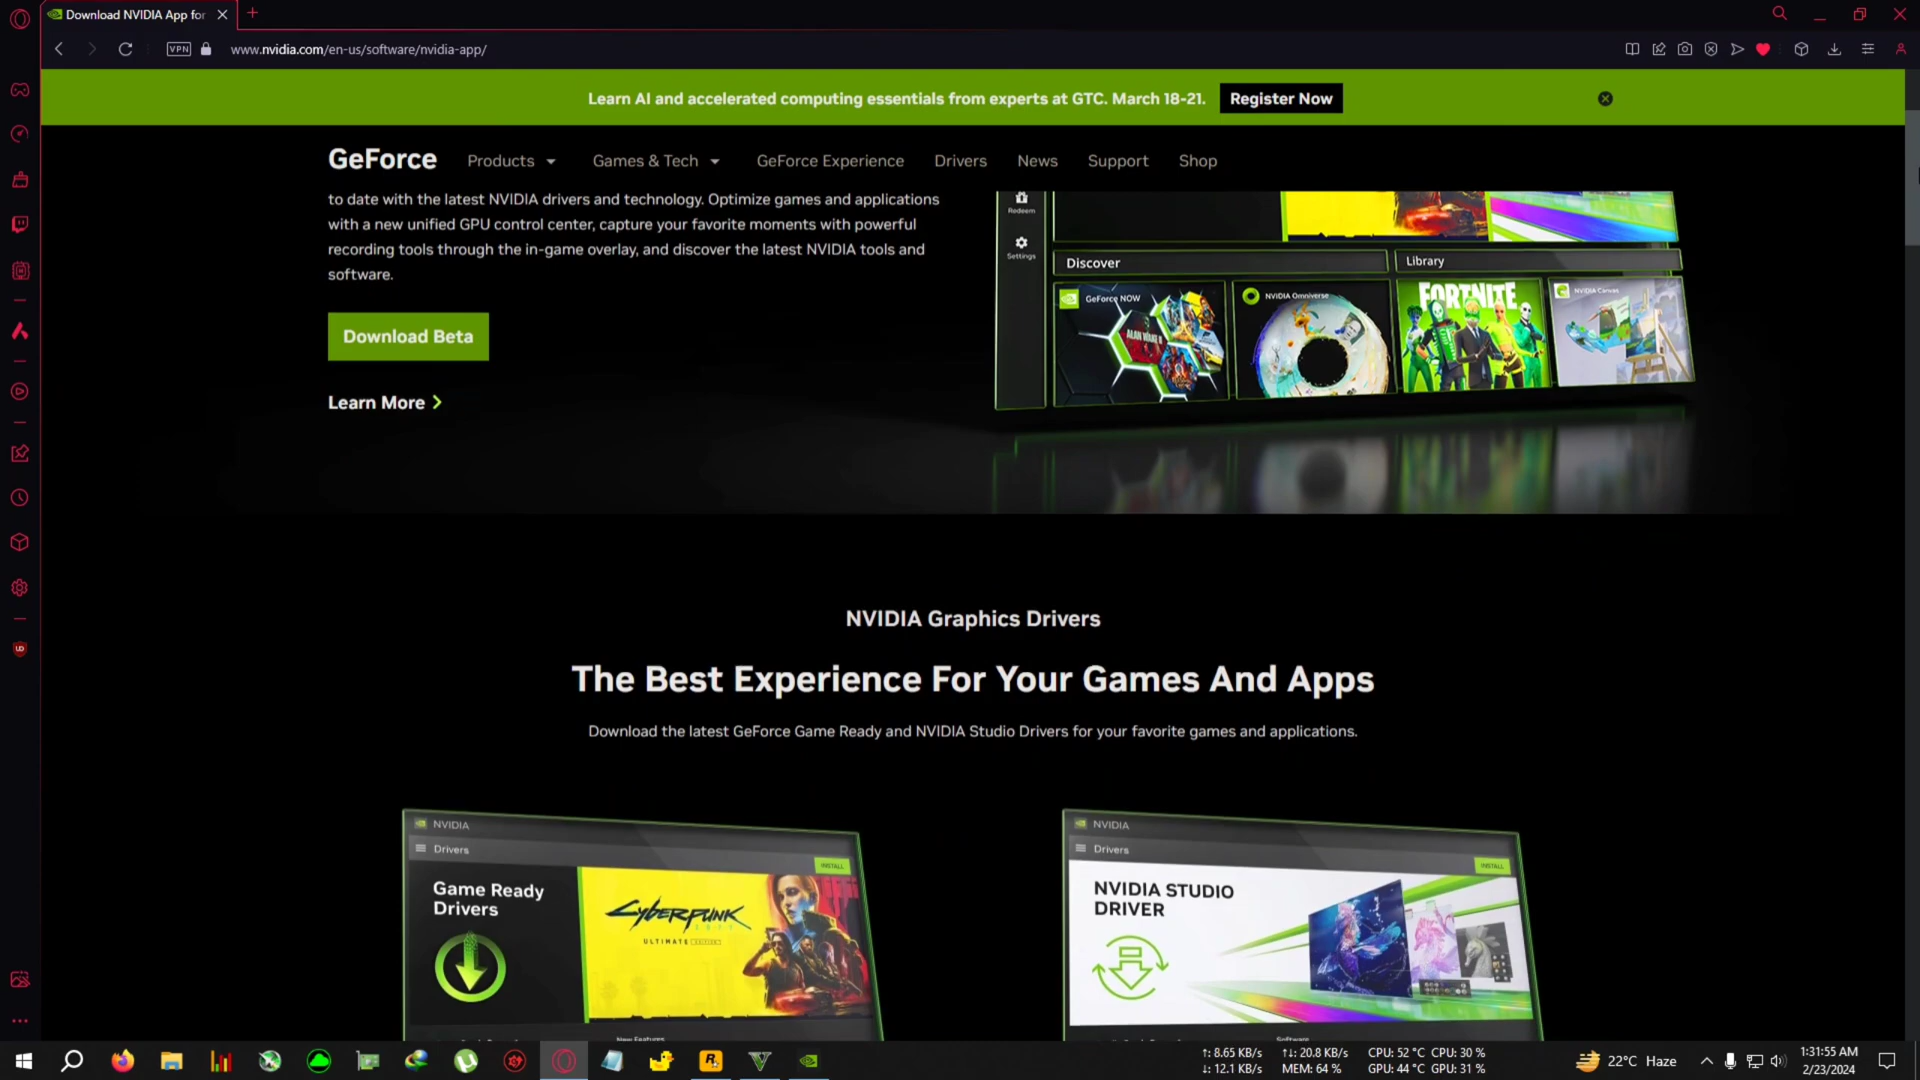 Download NVIDIA App for
VPN
www.nvidia.com/en-us/software/nvidia-app/
Learn AI and accelerated computing essentials from experts at GTC. March 18-21.
Register Now
GeForce
Products
Games & Tech
GeForce Experience
Drivers
News
Support
Shop
to date with the latest NVIDIA drivers and technology. Optimize games and applications
with a new unified GPU control center, capture your favorite moments with powerful
recording tools through the in-game overlay, and discover the latest NVIDIA tools and
software.
Download Beta
Learn More
Redeem
Settings
Discover
Library
GeForce NOW
ALAN WAKE II
NVIDIA Omniverse
FORTNITE
NVIDIA Canvas
NVIDIA Graphics Drivers
The Best Experience For Your Games And Apps
Download the latest GeForce Game Ready and NVIDIA Studio Drivers for your favorite games and applications.
NVIDIA
Drivers
INSTALL
Game Ready
Drivers
Cyberpunk
ULTIMATE EDITION
New Features
NVIDIA
Drivers
INSTALL
NVIDIA STUDIO
DRIVER
Software
↑: 8.65 KB/s
↓: 12.1 KB/s
↑↓: 20.8 KB/s
MEM: 64 %
CPU: 52 °C CPU: 30 %
GPU: 44 °C GPU: 31 %
22°C Haze
1:31:55 AM
2/23/2024